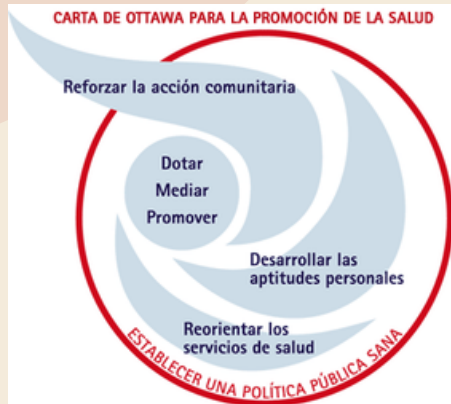 CARTA DE OTTAWA PARA LA PROMOCIÓN DE LA SALUD
Reforzar la acción comunitaria
Dotar
Mediar
Promover
Desarrollar las
aptitudes personales
Reorientar los
servicios de salud
ESTABLECER UNA POLÍTICA PÚBLICA SANA